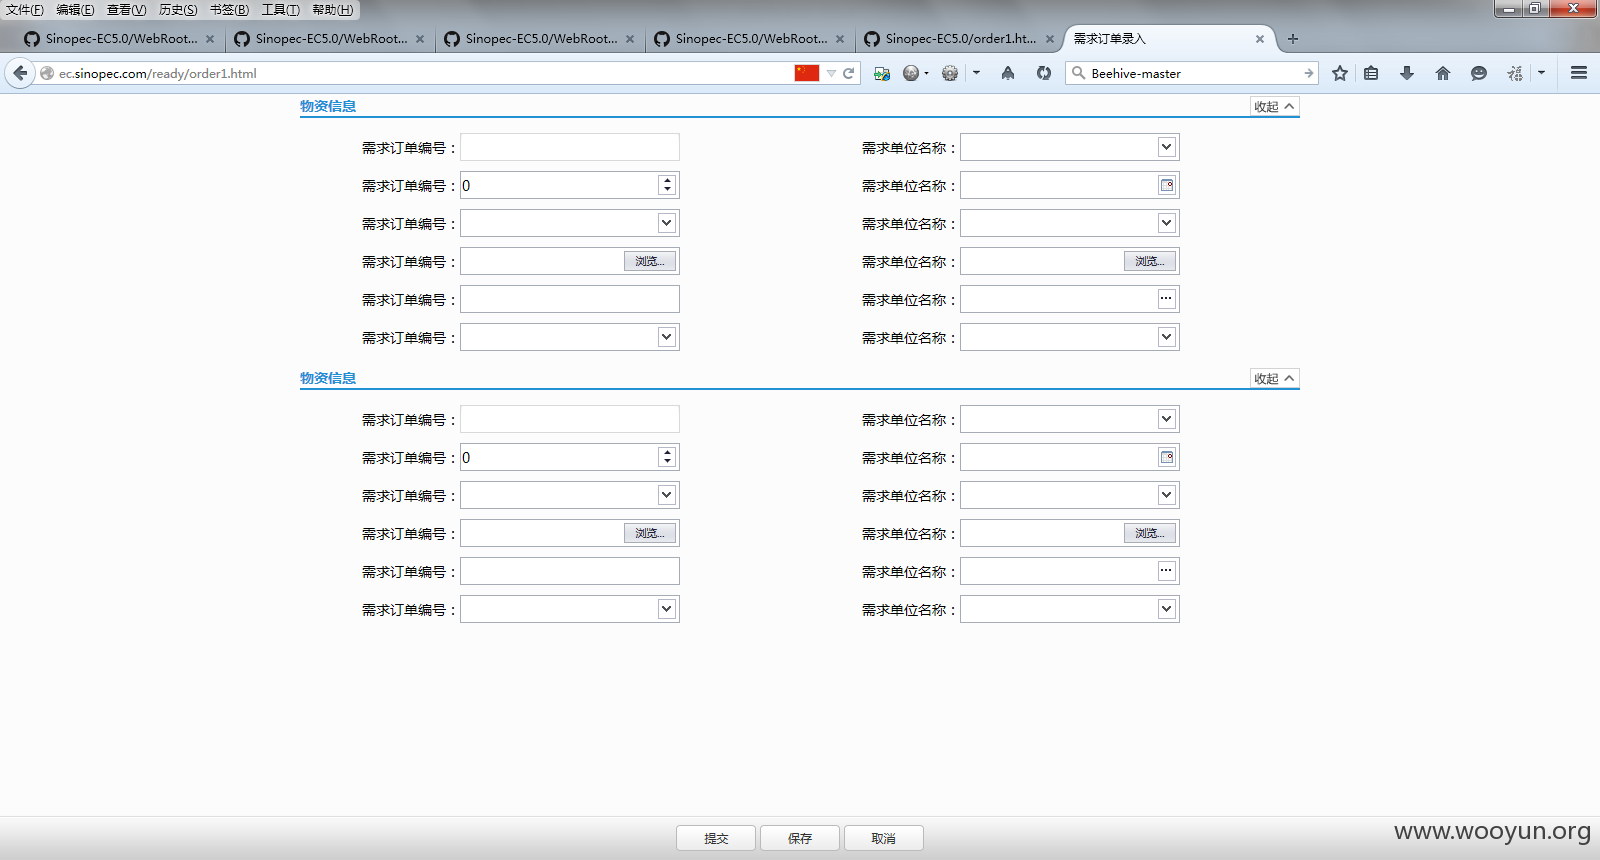 文件(F) 编辑(E) 查看(V) 历史(S) 书签(B) 工具(T) 帮助(H)
Sinopec-EC5.0/WebRoot... Sinopec-EC5.0/WebRoot... Sinopec-EC5.0/WebRoot... Sinopec-EC5.0/WebRoot... Sinopec-EC5.0/order1.ht... 需求订单录入
ec.sinopec.com/ready/order1.html Beehive-master
物资信息 收起
需求订单编号： 需求单位名称：
需求订单编号：0 需求单位名称：
需求订单编号： 需求单位名称：
需求订单编号： 浏览... 需求单位名称： 浏览...
需求订单编号： 需求单位名称： ...
需求订单编号： 需求单位名称：
物资信息 收起
需求订单编号： 需求单位名称：
需求订单编号：0 需求单位名称：
需求订单编号： 需求单位名称：
需求订单编号： 浏览... 需求单位名称： 浏览...
需求订单编号： 需求单位名称： ...
需求订单编号： 需求单位名称：
提交 保存 取消
www.wooyun.org